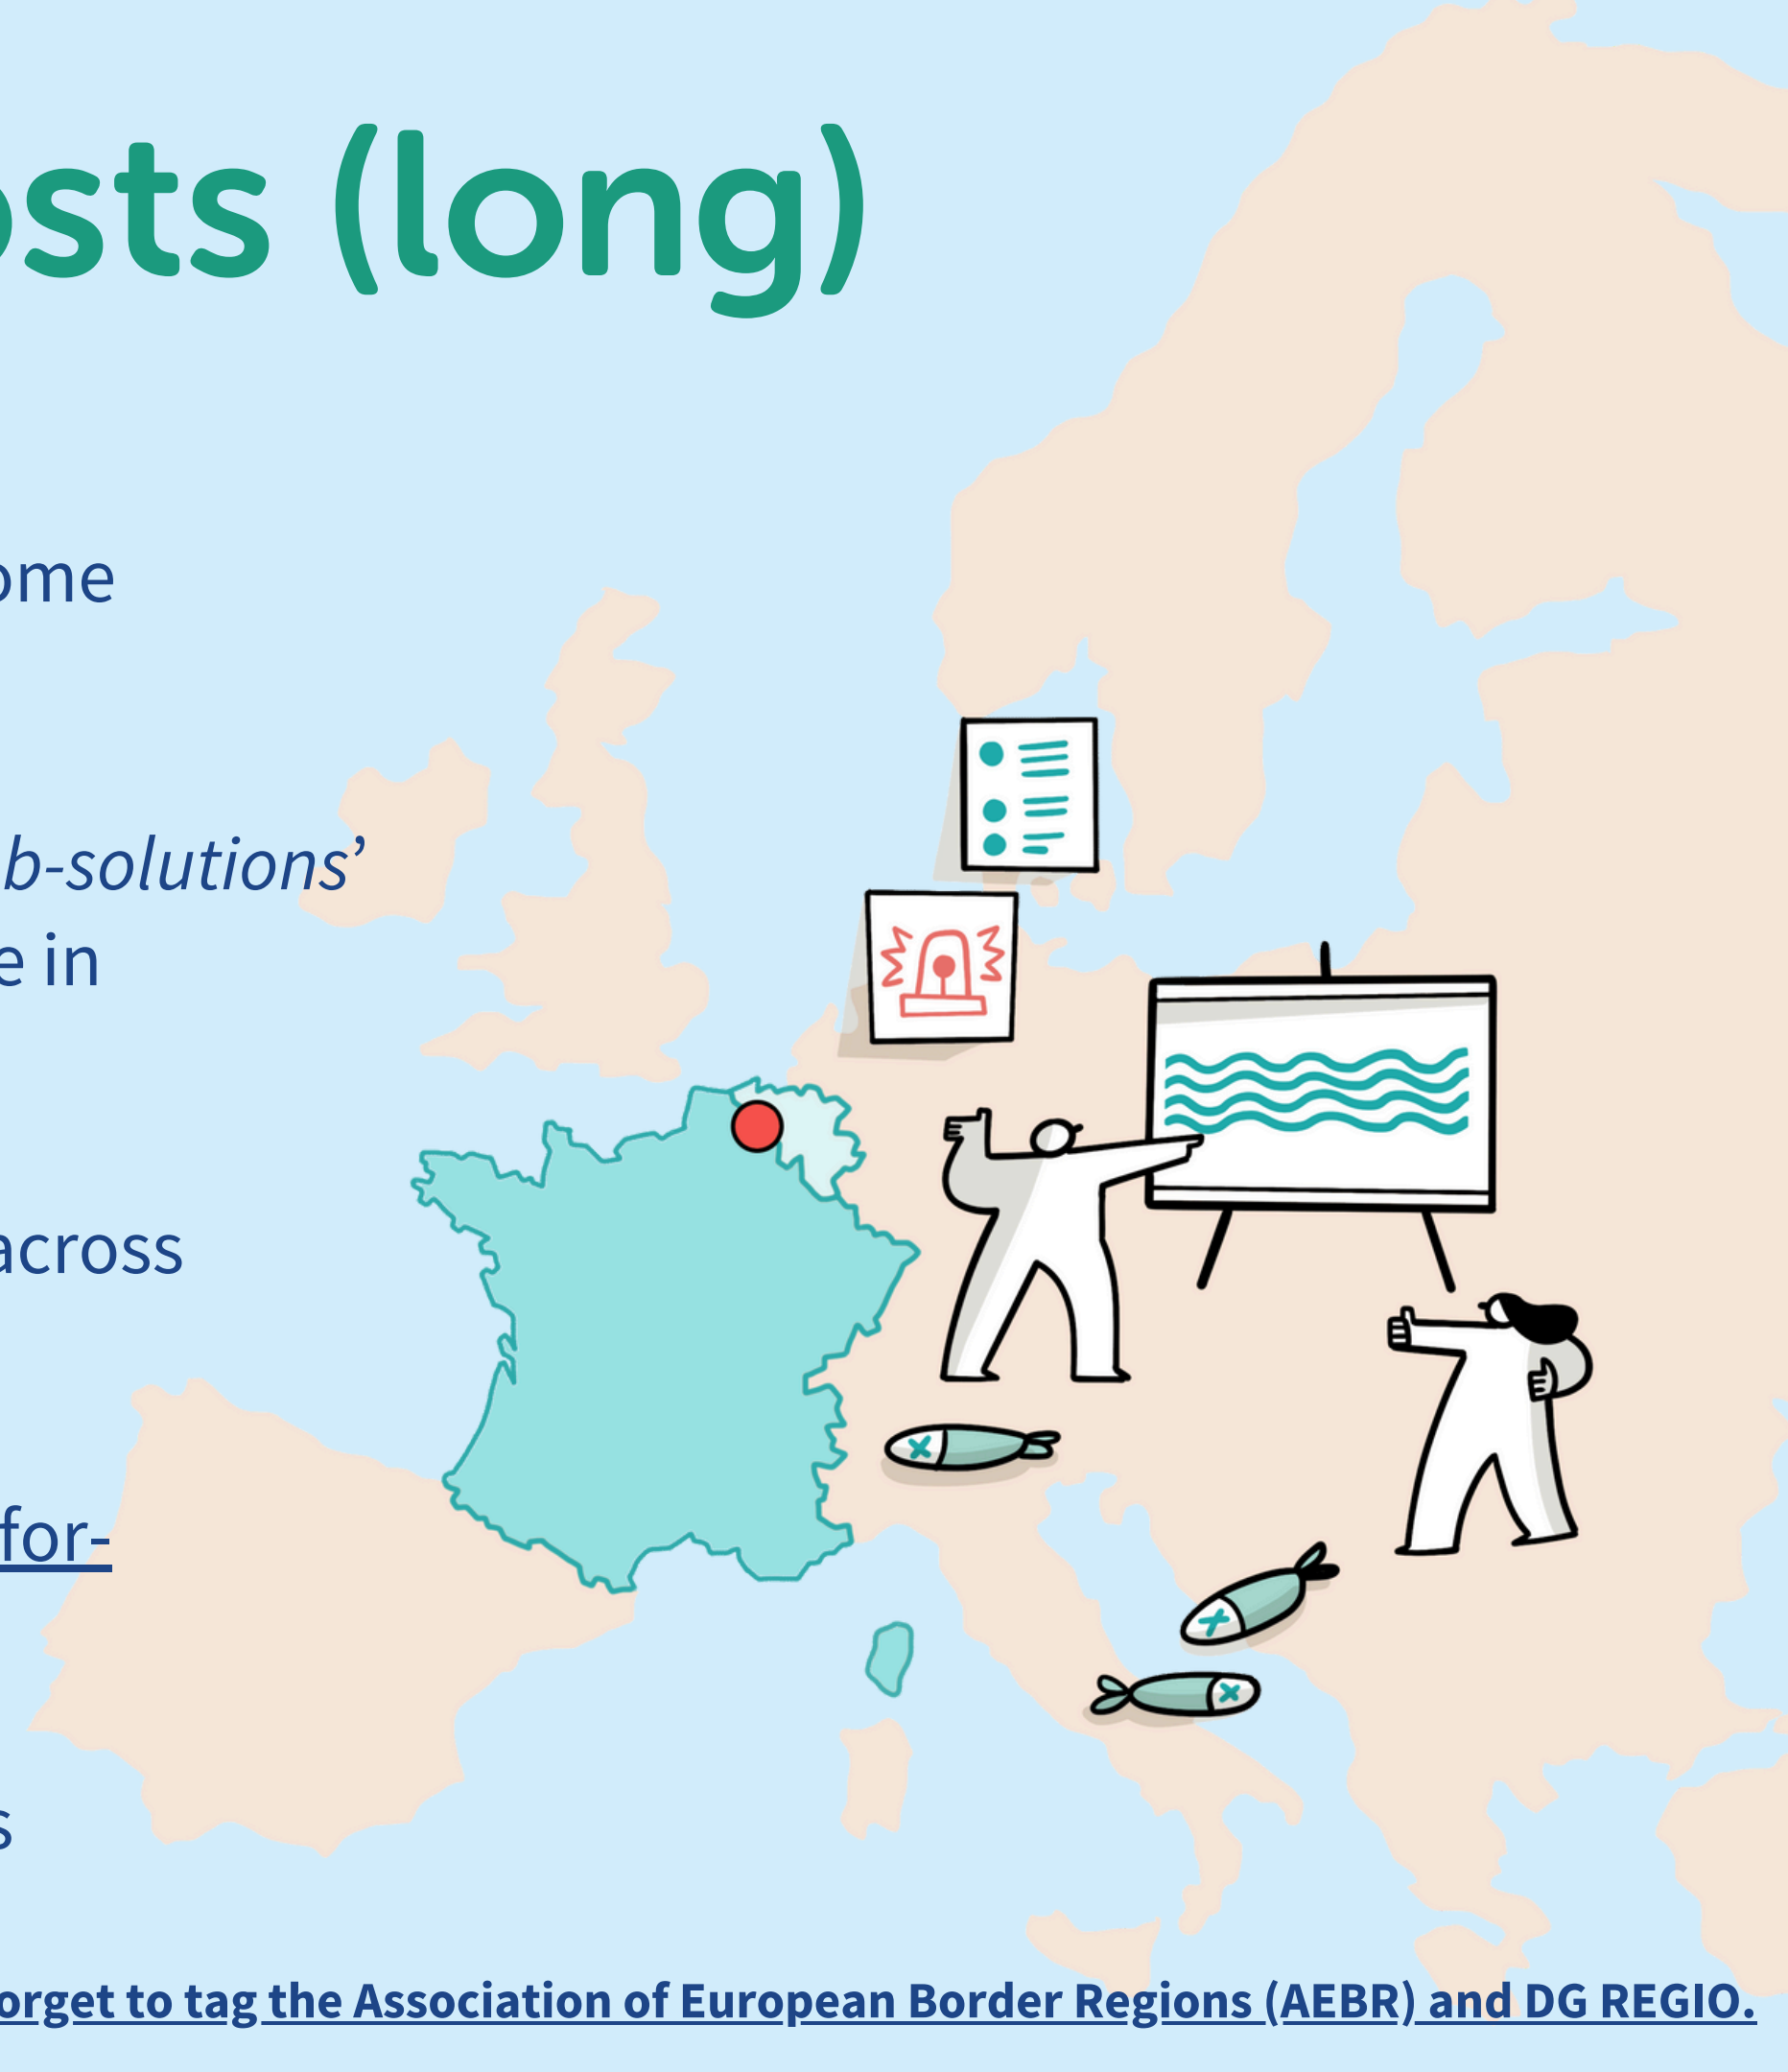 osts (long)
ome
b-solutions’
e in
across
for-
s
orget to tag the Association of European Border Regions (AEBR) and DG REGIO.